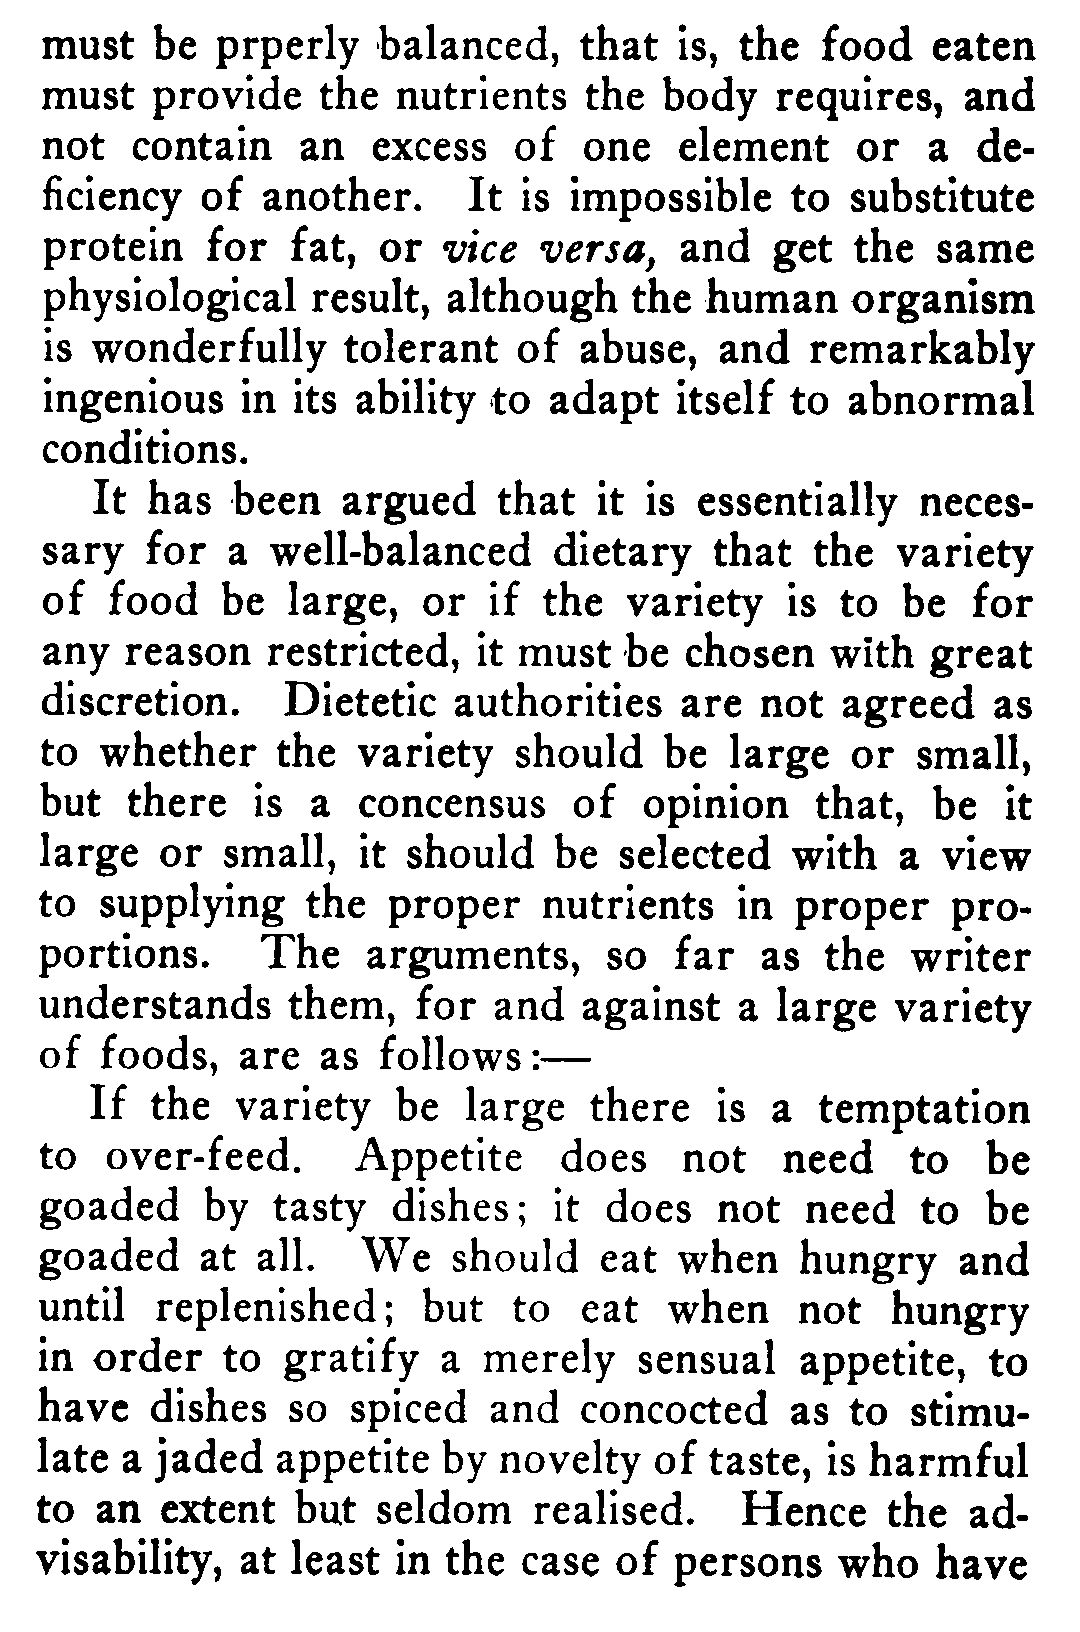 must be prperly balanced, that is, the food eaten
must provide the nutrients the body requires, and
not contain an excess of one element or a de-
ficiency of another. It is impossible to substitute
protein for fat, or vice versa, and get the same
physiological result, although the human organism
is wonderfully tolerant of abuse, and remarkably
ingenious in its ability to adapt itself to abnormal
conditions.
It has been argued that it is essentially neces-
sary for a well-balanced dietary that the variety
of food be large, or if the variety is to be for
any reason restricted, it must be chosen with great
discretion. Dietetic authorities are not agreed as
to whether the variety should be large or small,
but there is a concensus of opinion that, be it
large or small, it should be selected with a view
to supplying the proper nutrients in proper pro-
portions. The arguments, so far as the writer
understands them, for and against a large variety
of foods, are as follows:—
If the variety be large there is a temptation
to over-feed. Appetite does not need to be
goaded by tasty dishes; it does not need to be
goaded at all. We should eat when hungry and
until replenished; but to eat when not hungry
in order to gratify a merely sensual appetite, to
have dishes so spiced and concocted as to stimu-
late a jaded appetite by novelty of taste, is harmful
to an extent but seldom realised. Hence the ad-
visability, at least in the case of persons who have